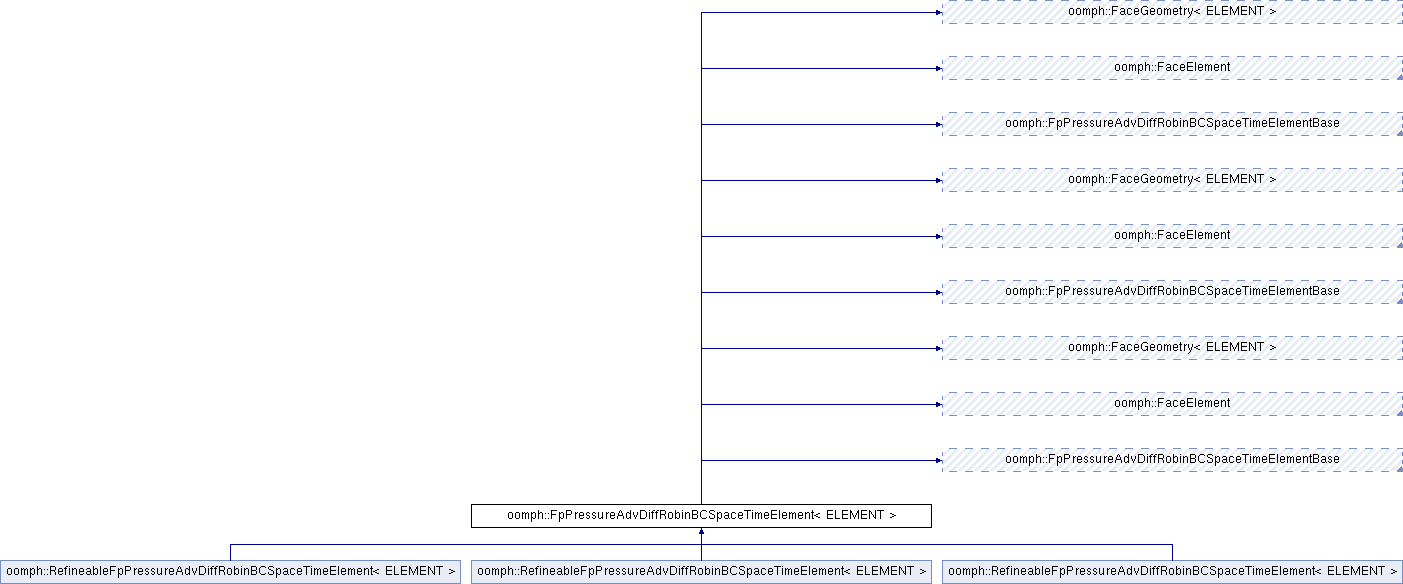 oomph::FaceGeometry< ELEMENT >
oomph::FaceElement
oomph::FpPressureAdvDiffRobinBCSpaceTimeElementBase
oomph::FaceGeometry< ELEMENT >
oomph::FaceElement
oomph::FpPressureAdvDiffRobinBCSpaceTimeElementBase
oomph::FaceGeometry< ELEMENT >
oomph::FaceElement
oomph::FpPressureAdvDiffRobinBCSpaceTimeElementBase
oomph::FpPressureAdvDiffRobinBCSpaceTimeElement< ELEMENT >
oomph::RefineableFpPressureAdvDiffRobinBCSpaceTimeElement< ELEMENT >
oomph::RefineableFpPressureAdvDiffRobinBCSpaceTimeElement< ELEMENT >
oomph::RefineableFpPressureAdvDiffRobinBCSpaceTimeElement< ELEMENT >